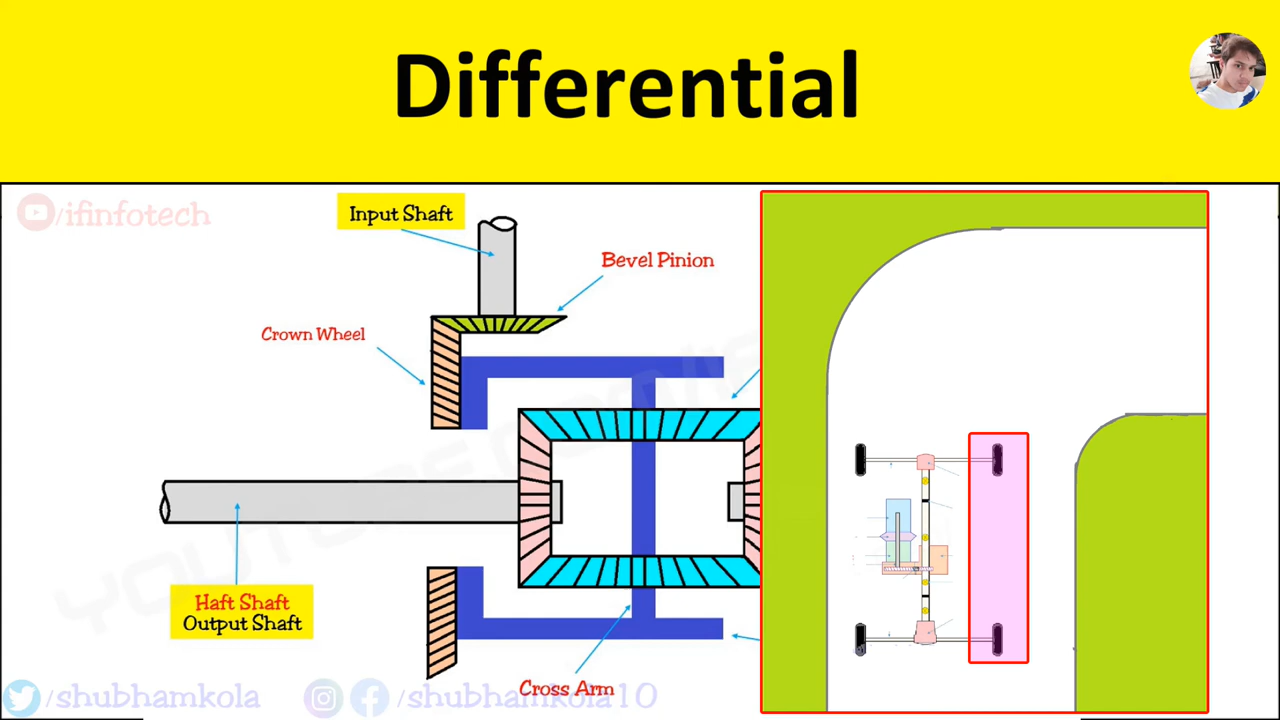 Differential
/ifinfotech
Input Shaft
Bevel Pinion
Crown Wheel
Haft Shaft
Output Shaft
Cross Arm
/shubhamkola
/shubhamkola10